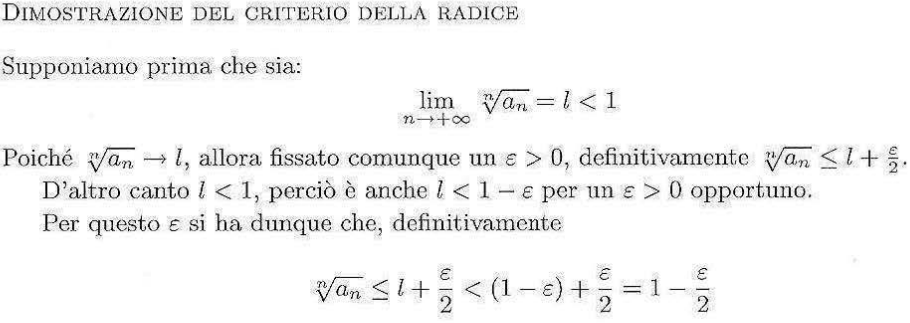 DIMOSTRAZIONE DEL CRITERIO DELLA RADICE
Supponiamo prima che sia:
lim_{n→+∞} ⁿ√aₙ = l < 1
Poiché ⁿ√aₙ → l, allora fissato comunque un ε > 0, definitivamente ⁿ√aₙ ≤ l + ε/2.
D'altro canto l < 1, perciò è anche l < 1 − ε per un ε > 0 opportuno.
Per questo ε si ha dunque che, definitivamente
ⁿ√aₙ ≤ l + ε/2 < (1 − ε) + ε/2 = 1 − ε/2